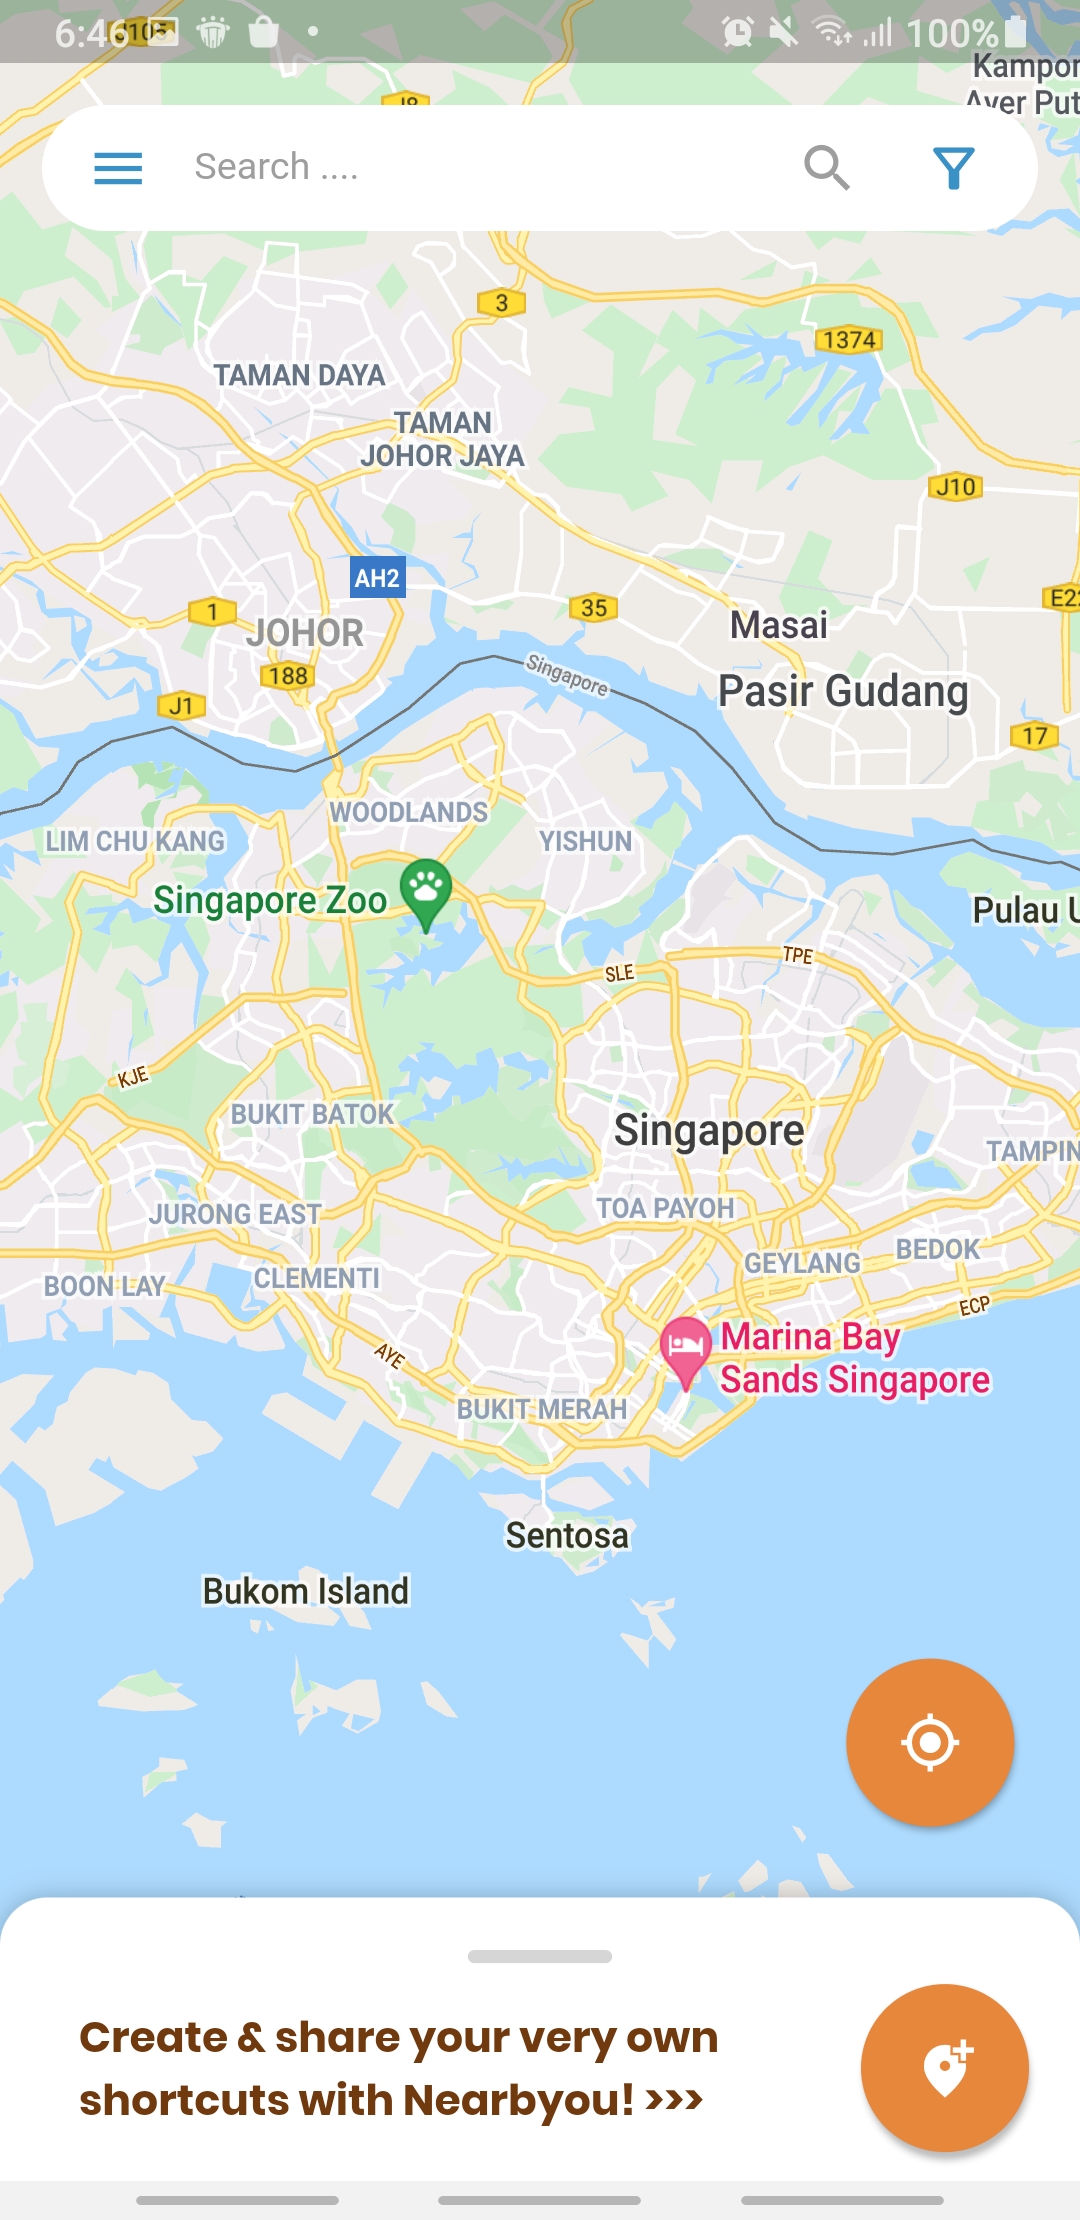 6:46
J105
100%
Kampor
Ayer Put
J8
Search ....
3
1374
TAMAN DAYA
TAMAN
JOHOR JAYA
J10
AH2
1
35
E22
JOHOR
Masai
188
Singapore
Pasir Gudang
J1
17
WOODLANDS
LIM CHU KANG
YISHUN
Singapore Zoo
Pulau U
SLE
TPE
KJE
BUKIT BATOK
Singapore
TAMPIN
JURONG EAST
TOA PAYOH
BEDOK
GEYLANG
BOON LAY
CLEMENTI
ECP
AYE
Marina Bay
Sands Singapore
BUKIT MERAH
Sentosa
Bukom Island
Create & share your very own
shortcuts with Nearbyou! >>>